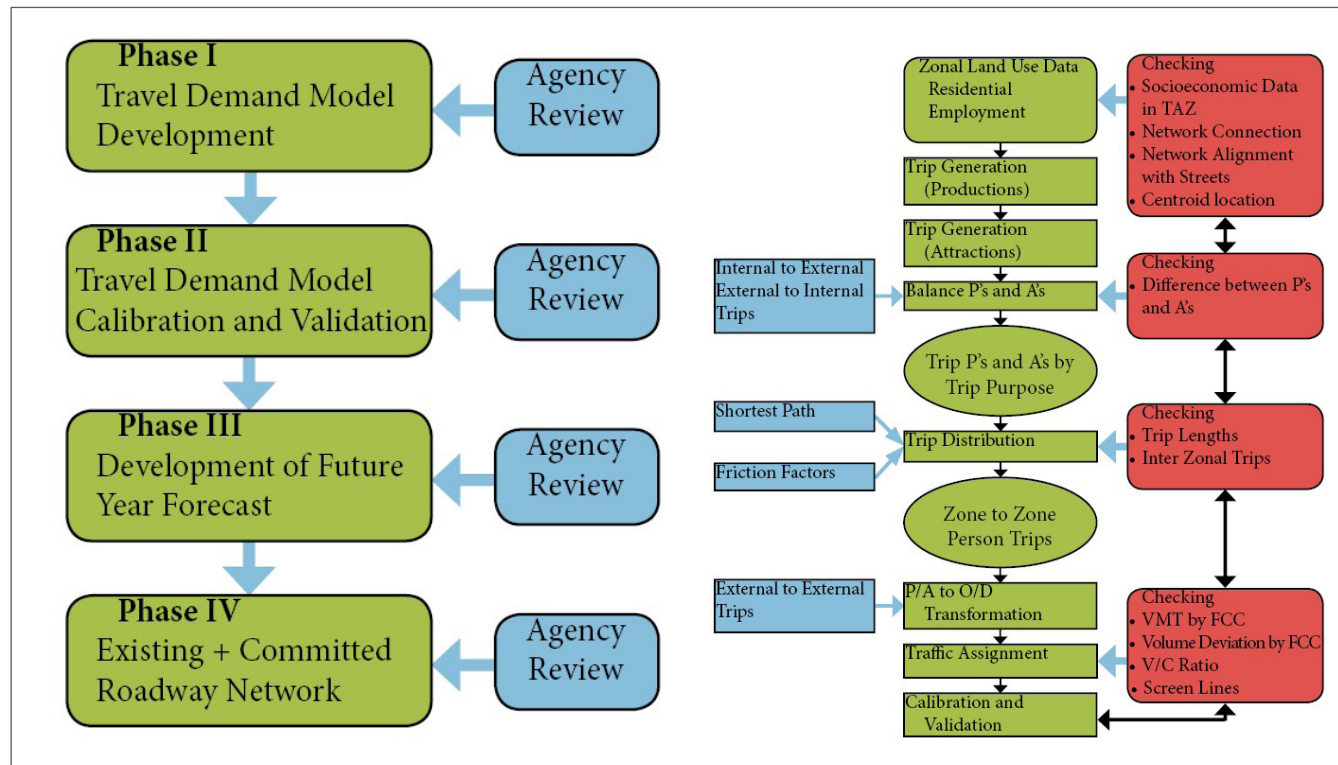 Phase I
Travel Demand Model
Development
Agency
Review
Phase II
Travel Demand Model
Calibration and Validation
Agency
Review
Phase III
Development of Future
Year Forecast
Agency
Review
Phase IV
Existing + Committed
Roadway Network
Agency
Review
Zonal Land Use Data
Residential
Employment
Trip Generation
(Productions)
Trip Generation
(Attractions)
Internal to External
External to Internal
Trips
Balance P's and A's
Trip P's and A's by
Trip Purpose
Shortest Path
Friction Factors
Trip Distribution
Zone to Zone
Person Trips
External to External
Trips
P/A to O/D
Transformation
Traffic Assignment
Calibration and
Validation
Checking
• Socioeconomic Data
in TAZ
• Network Connection
• Network Alignment
with Streets
• Centroid location
Checking
• Difference between P's
and A's
Checking
• Trip Lengths
• Inter Zonal Trips
Checking
• VMT by FCC
• Volume Deviation by FCC
• V/C Ratio
• Screen Lines